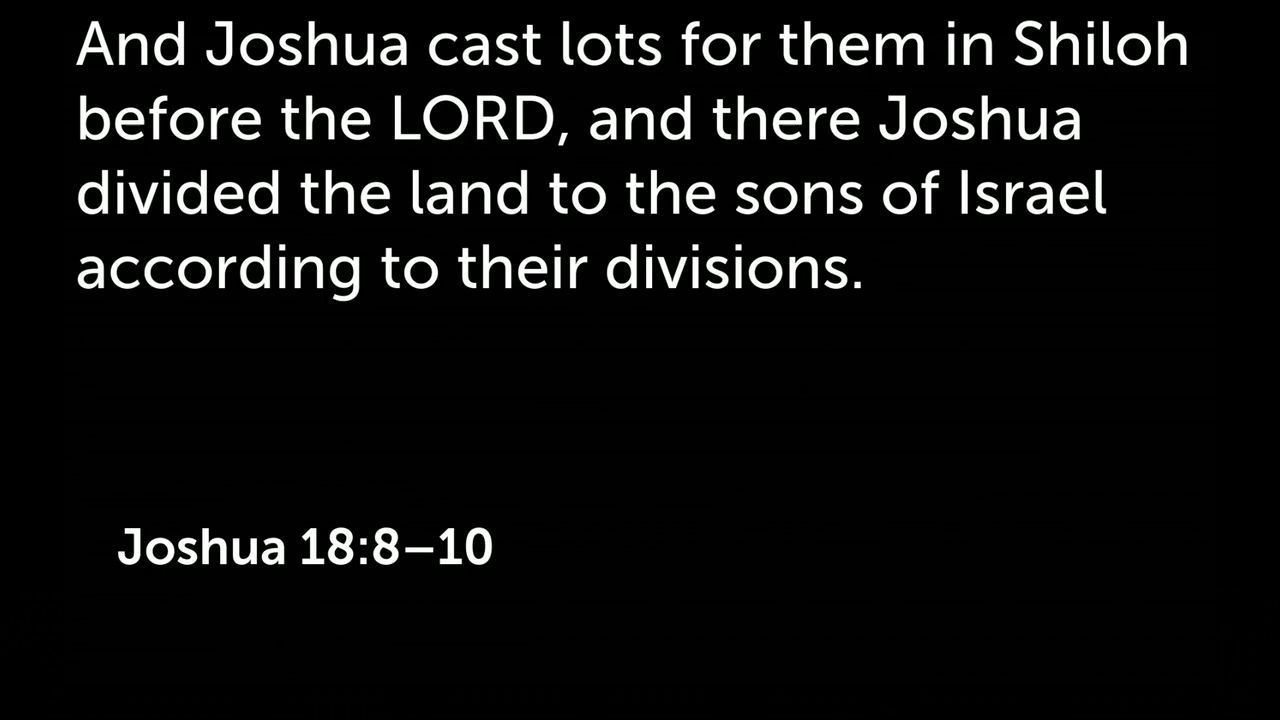 And Joshua cast lots for them in Shiloh
before the LORD, and there Joshua
divided the land to the sons of Israel
according to their divisions.
Joshua 18:8–10